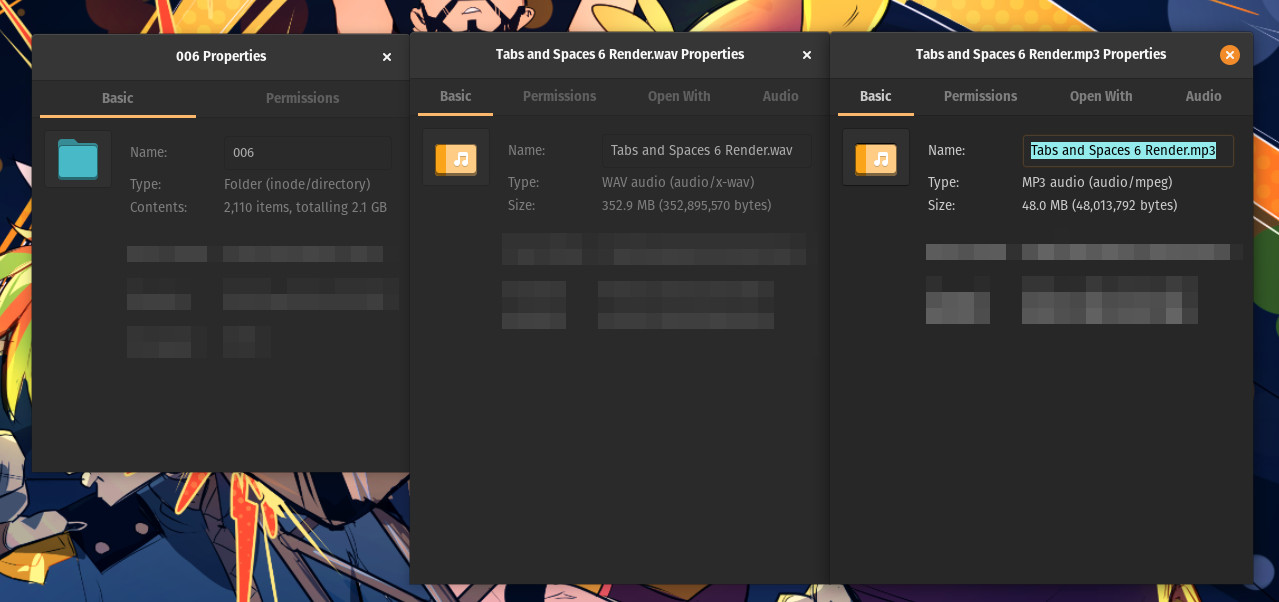 006 Properties
Basic Permissions
Name: 006
Type: Folder (inode/directory)
Contents: 2,110 items, totalling 2.1 GB
Tabs and Spaces 6 Render.wav Properties
Basic Permissions Open With Audio
Name: Tabs and Spaces 6 Render.wav
Type: WAV audio (audio/x-wav)
Size: 352.9 MB (352,895,570 bytes)
Tabs and Spaces 6 Render.mp3 Properties
Basic Permissions Open With Audio
Name: Tabs and Spaces 6 Render.mp3
Type: MP3 audio (audio/mpeg)
Size: 48.0 MB (48,013,792 bytes)